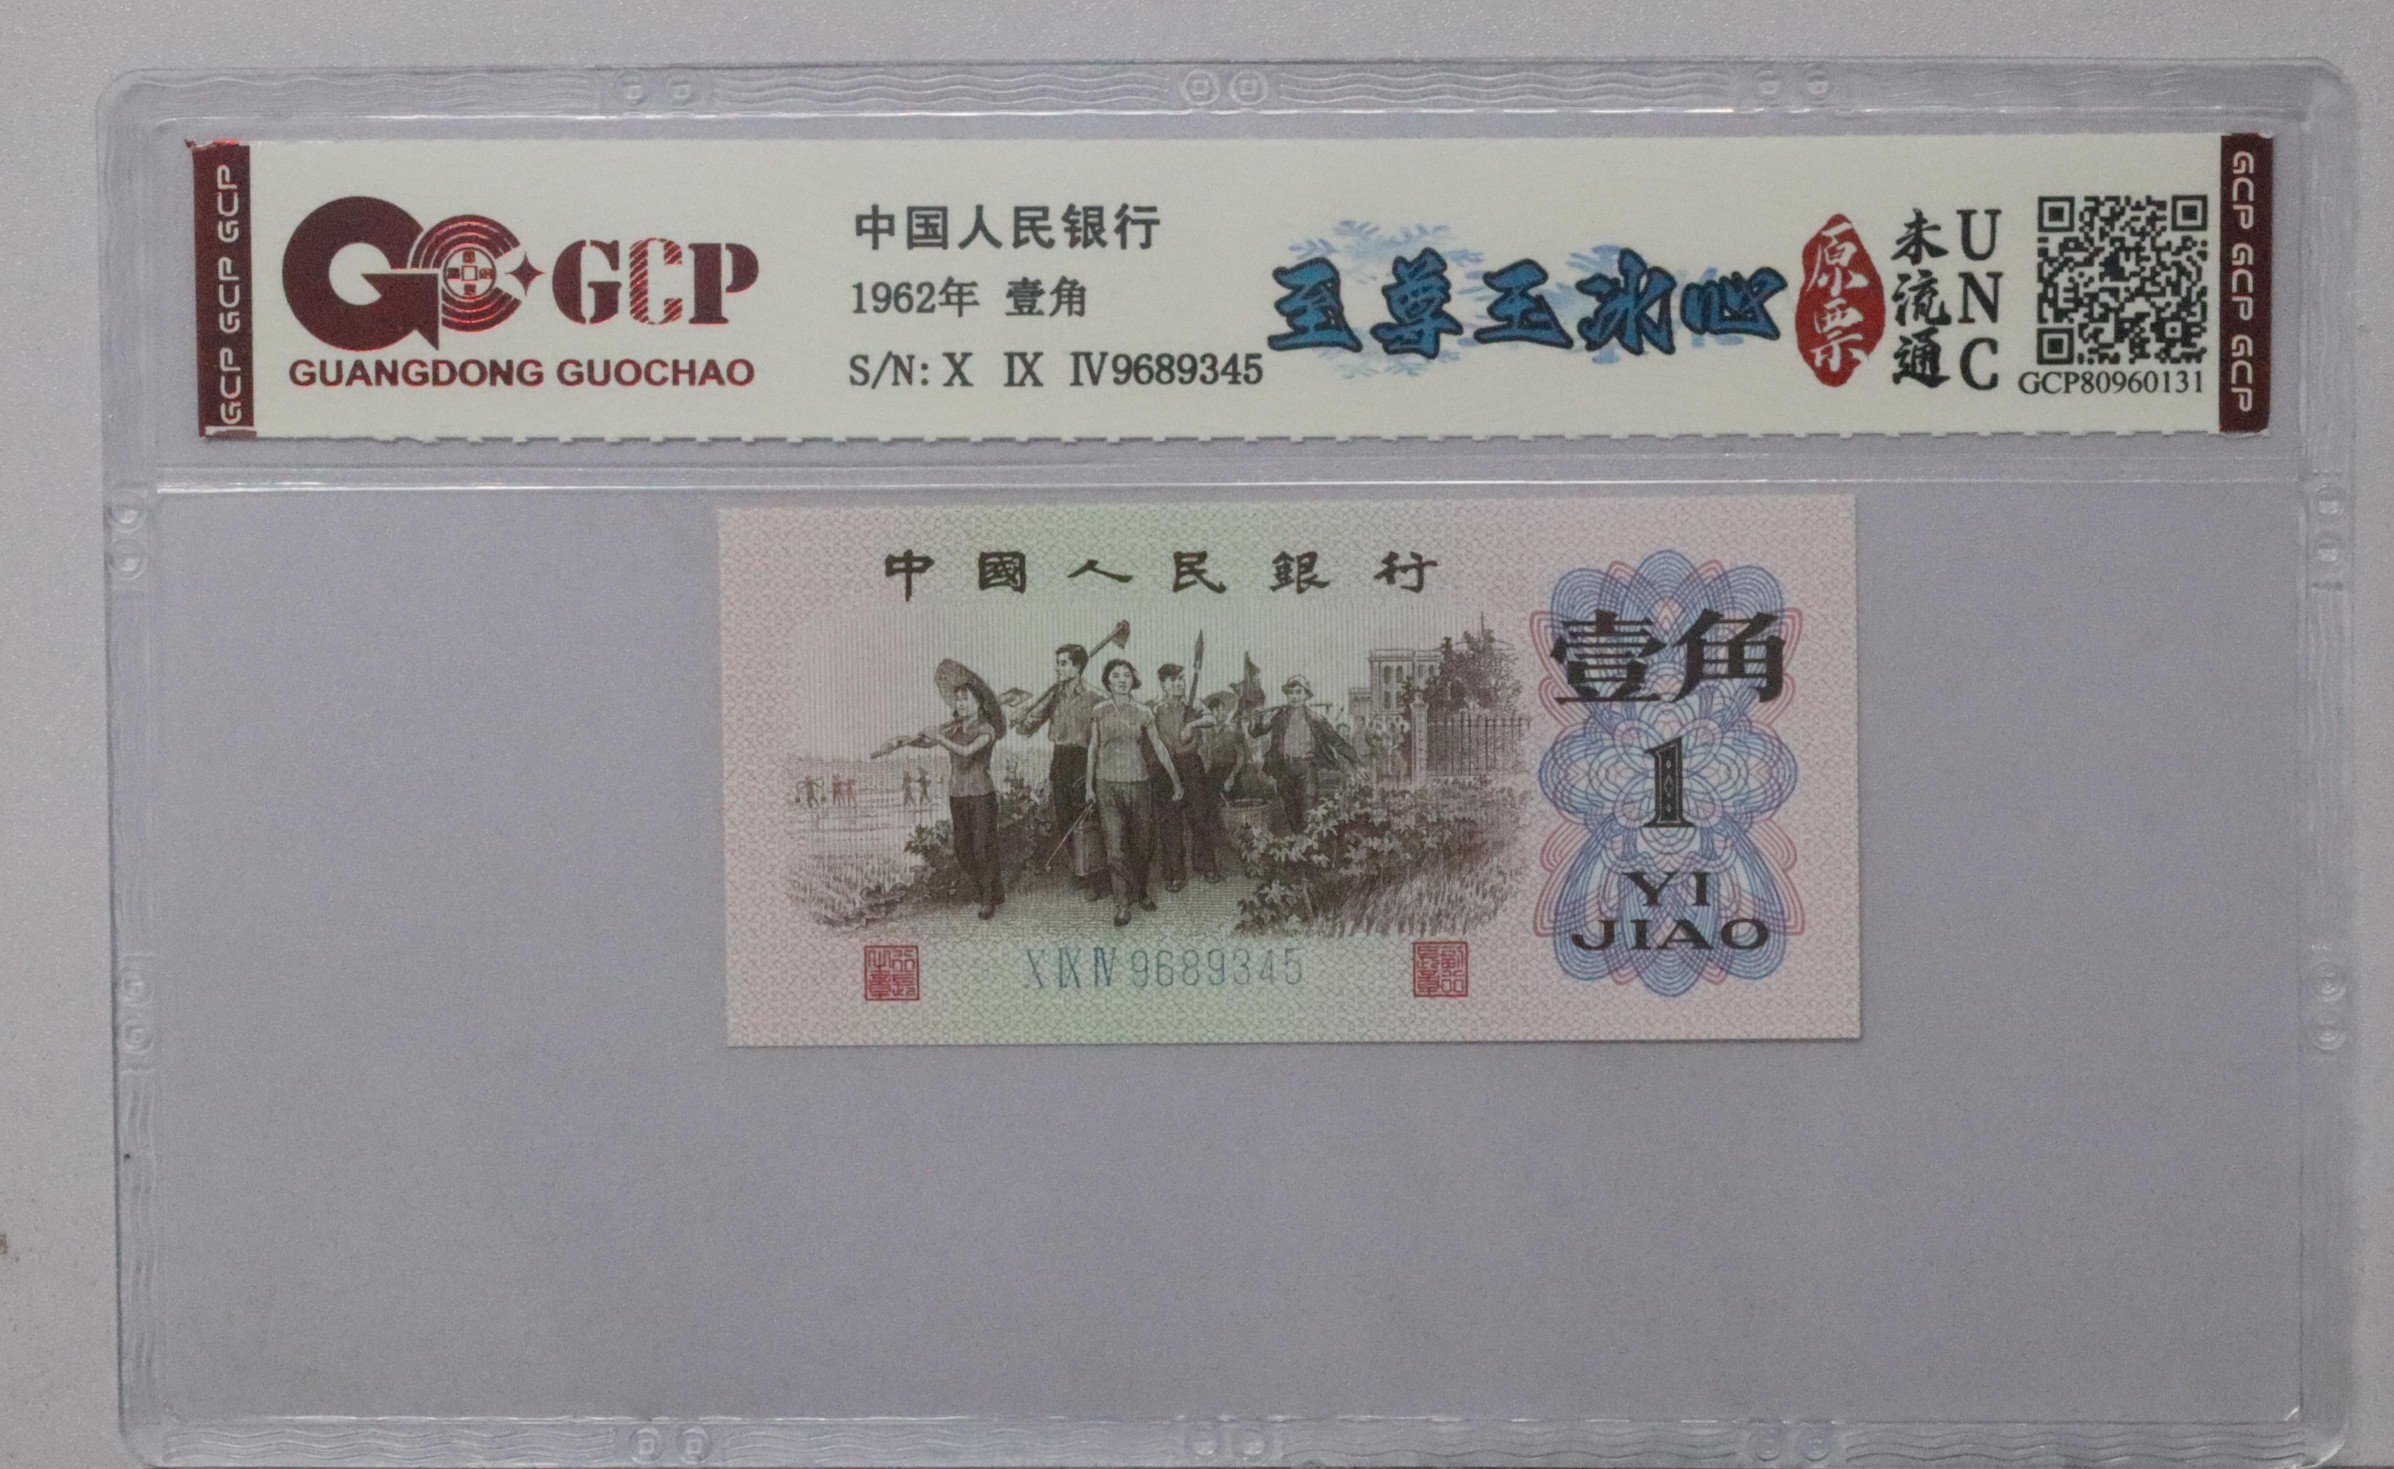 GCP GCP GCP
GCP
GUANGDONG GUOCHAO
中国人民银行
1962年 壹角
S/N: X IX IV9689345
至尊玉冰心
原票
未流通
UNC
GCP80960131
GCP GCP GCP
中國人民銀行
壹角
1
YI
JIAO
X IX IV 9689345